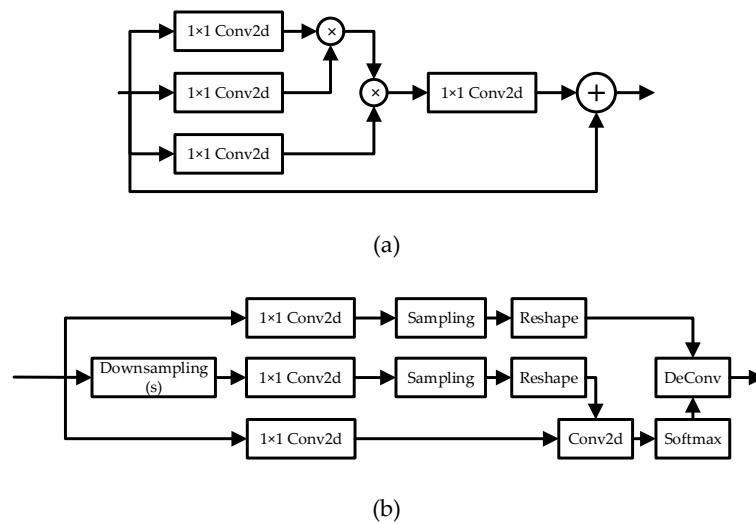 1×1 Conv2d
×
1×1 Conv2d
×
1×1 Conv2d
+
1×1 Conv2d
(a)
1×1 Conv2d
Sampling
Reshape
Downsampling
(s)
1×1 Conv2d
Sampling
Reshape
DeConv
1×1 Conv2d
Conv2d
Softmax
(b)